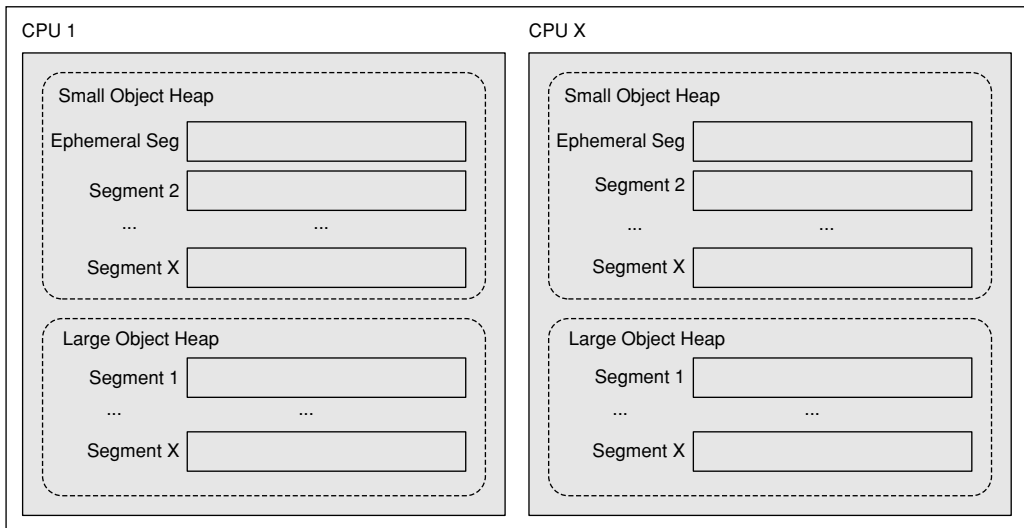 CPU 1
Small Object Heap
Ephemeral Seg
Segment 2
... ...
Segment X
Large Object Heap
Segment 1
... ...
Segment X
CPU X
Small Object Heap
Ephemeral Seg
Segment 2
... ...
Segment X
Large Object Heap
Segment 1
... ...
Segment X